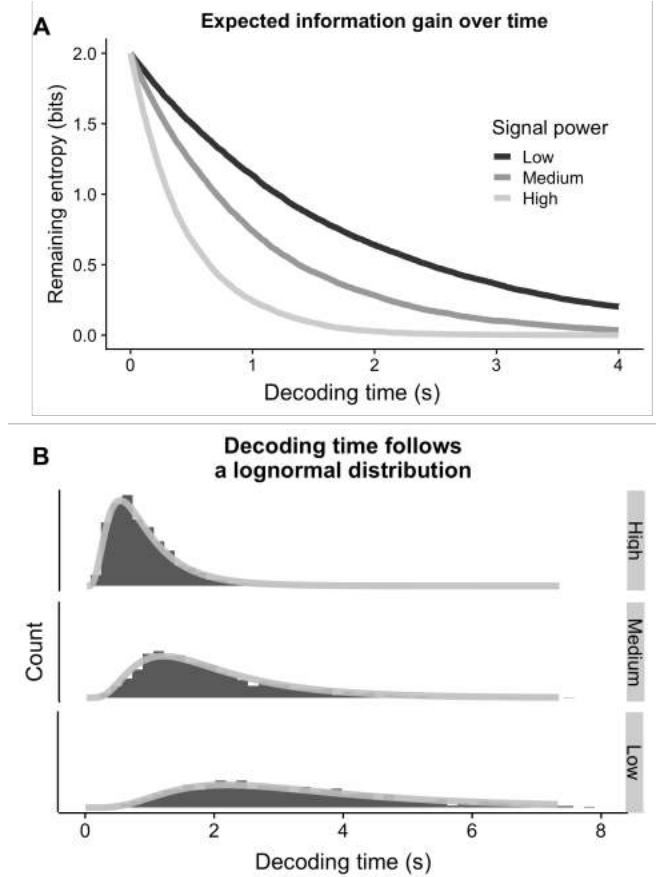 A
Expected information gain over time
Remaining entropy (bits)
2.0
1.5
1.0
0.5
0.0
Signal power
Low
Medium
High
0 1 2 3 4
Decoding time (s)
B
Decoding time follows
a lognormal distribution
Count
High
Medium
Low
0 2 4 6 8
Decoding time (s)